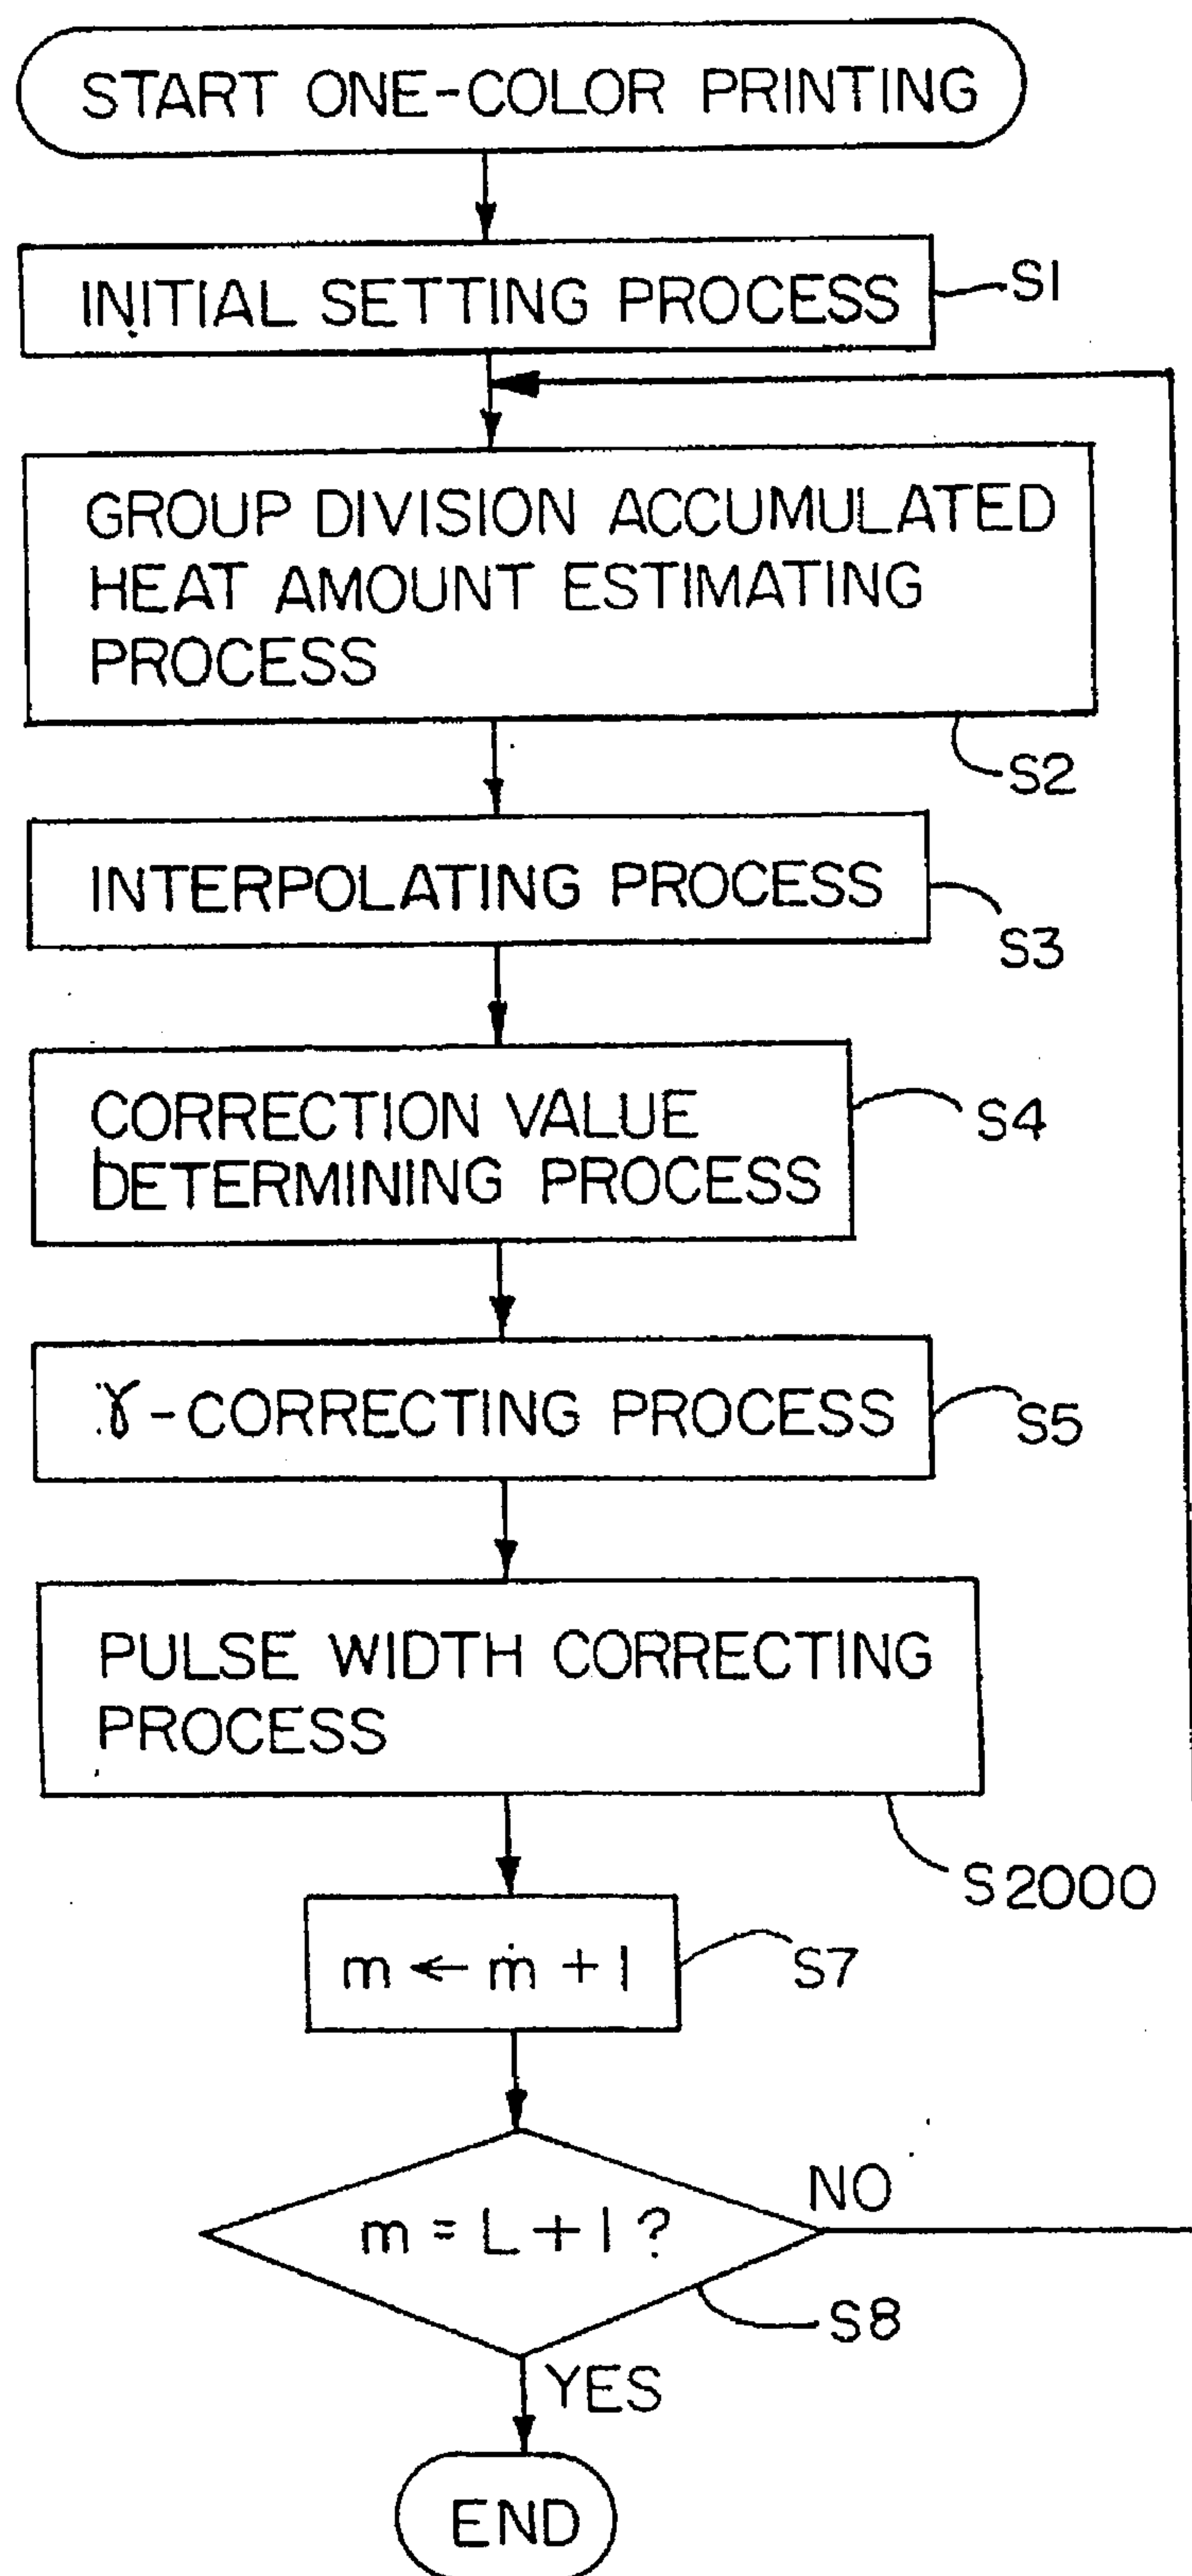 START ONE-COLOR PRINTING
INITIAL SETTING PROCESS
S1
GROUP DIVISION ACCUMULATED
HEAT AMOUNT ESTIMATING
PROCESS
S2
INTERPOLATING PROCESS
S3
CORRECTION VALUE
DETERMINING PROCESS
S4
γ-CORRECTING PROCESS
S5
PULSE WIDTH CORRECTING
PROCESS
S2000
m ← m + 1
S7
m = L + 1 ?
NO
S8
YES
END